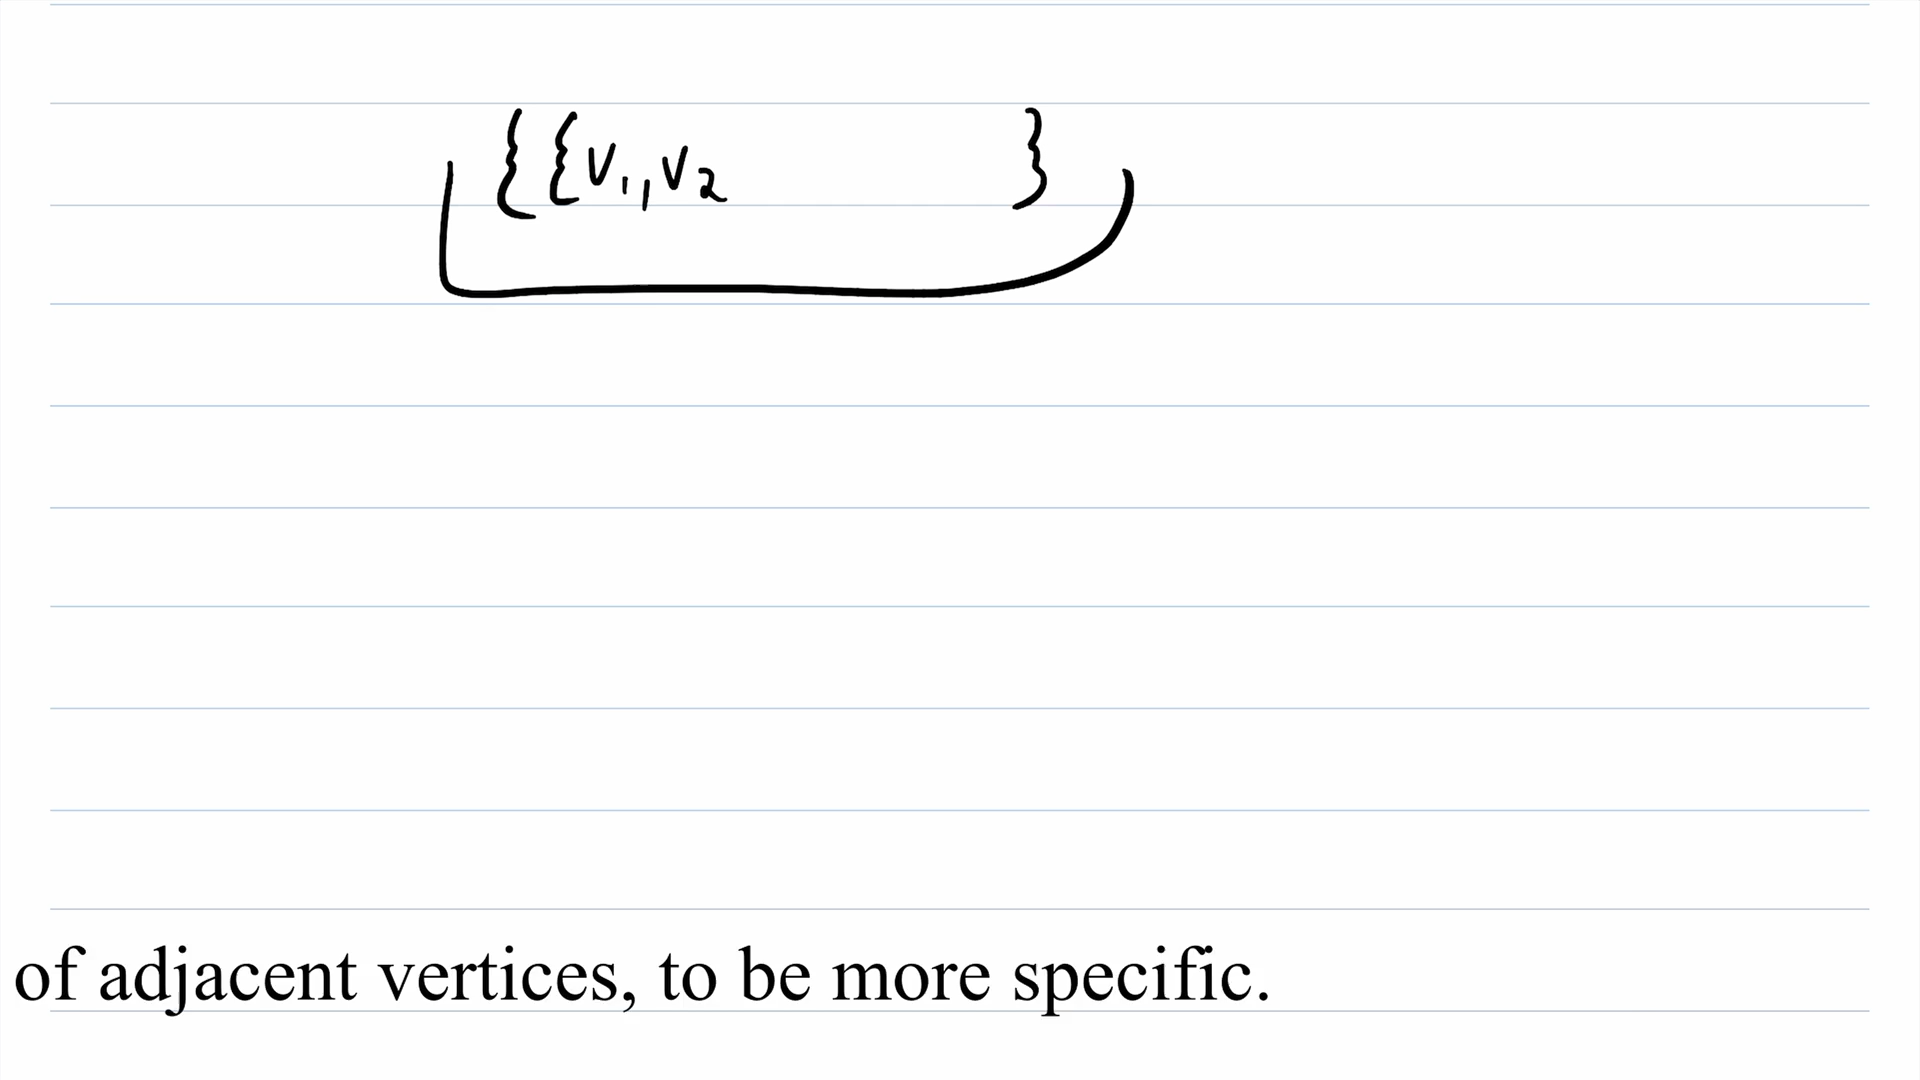 {{v₁,v₂ }
of adjacent vertices, to be more specific.